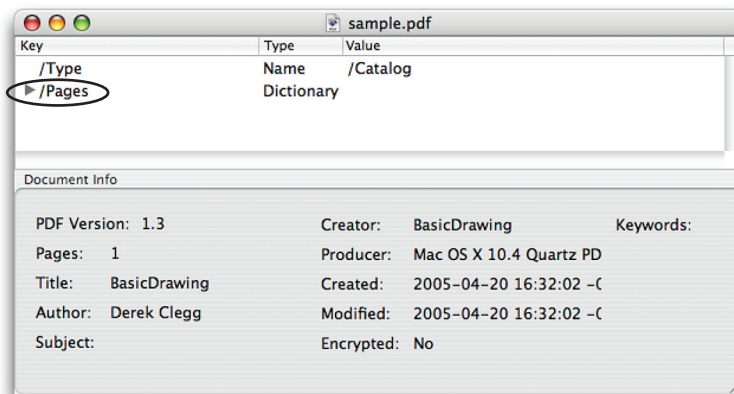 sample.pdf
Key Type Value
/Type Name /Catalog
/Pages Dictionary
Document Info
PDF Version: 1.3 Creator: BasicDrawing Keywords:
Pages: 1 Producer: Mac OS X 10.4 Quartz PD
Title: BasicDrawing Created: 2005-04-20 16:32:02 -0
Author: Derek Clegg Modified: 2005-04-20 16:32:02 -0
Subject: Encrypted: No